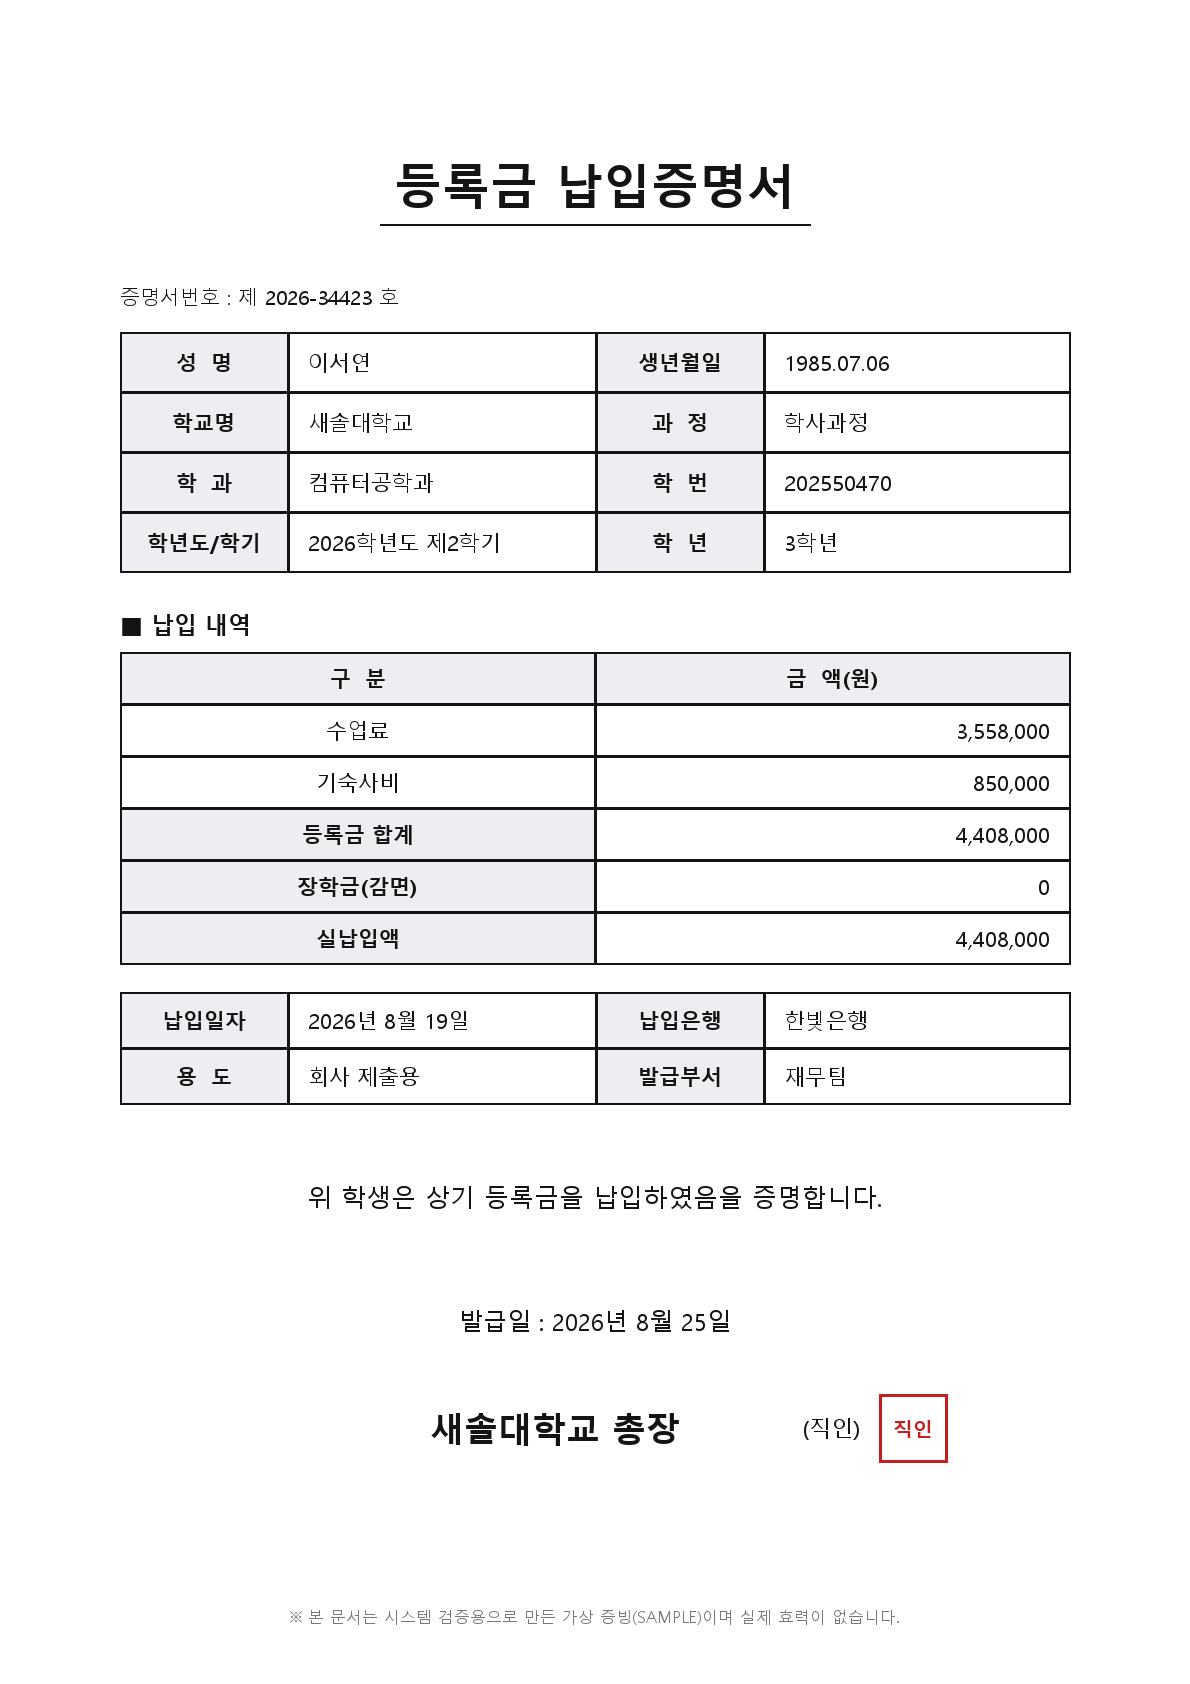 등록금 납입증명서
증명서번호 : 제 2026-34423 호
성 명 이서연 생년월일 1985.07.06
학교명 새솔대학교 과 정 학사과정
학 과 컴퓨터공학과 학 번 202550470
학년도/학기 2026학년도 제2학기 학 년 3학년
■ 납입 내역
구 분 금 액(원)
수업료 3,558,000
기숙사비 850,000
등록금 합계 4,408,000
장학금(감면) 0
실납입액 4,408,000
납입일자 2026년 8월 19일 납입은행 한빛은행
용 도 회사 제출용 발급부서 재무팀
위 학생은 상기 등록금을 납입하였음을 증명합니다.
발급일 : 2026년 8월 25일
새솔대학교 총장 (직인) 직인
※ 본 문서는 시스템 검증용으로 만든 가상 증빙(SAMPLE)이며 실제 효력이 없습니다.